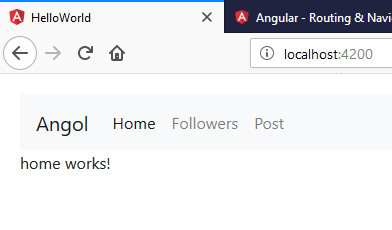 HelloWorld
Angular - Routing & Navi
localhost:4200
Angol Home Followers Post
home works!